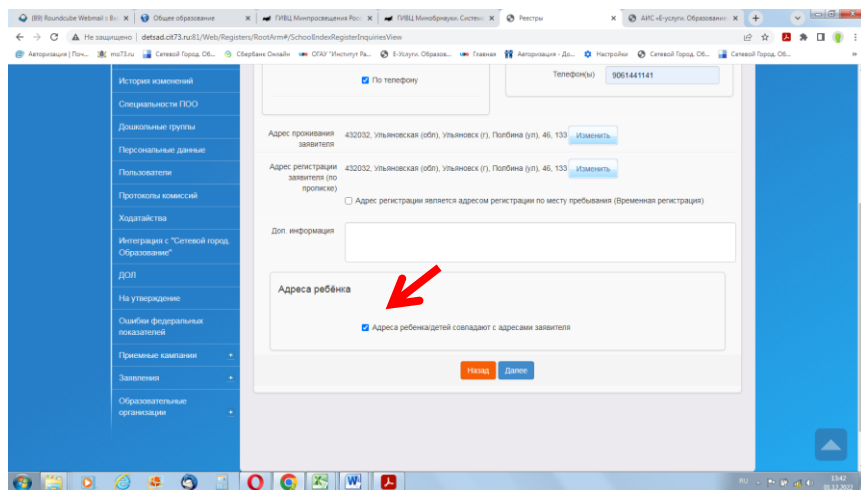 (99) Roundcube Webmail ::
Общее образование
ГИВЦ Минпросвещения Рос
ГИВЦ Минобрнауки. Систем
Реестры
АИС «Е-услуги. Образование
Не защищено | detsad.cit73.ru:81/Web/Registers/RootArm#/SchoolIndexRegisterInquiriesView
Авторизация | Поч...
mo73.ru
Сетевой Город. Об...
Сбербанк Онлайн
ОГАУ "Институт Ра...
Е-Услуги. Образов...
Главная
Авторизация - До...
Настройки
Сетевой Город. Об...
Сетевой Город. Об...
По телефону
Телефон(ы) 9061441141
История изменений
Специальности ПОО
Дошкольные группы
Персональные данные
Пользователи
Протоколы комиссий
Ходатайства
Интеграция с "Сетевой город.
Образование"
ДОЛ
На утверждение
Ошибки федеральных
показателей
Приемные кампании
Заявления
Образовательные
организации
Адрес проживания
заявителя
432032, Ульяновская (обл), Ульяновск (г), Полбина (ул), 46, 133 Изменить
Адрес регистрации
заявителя (по
прописке)
432032, Ульяновская (обл), Ульяновск (г), Полбина (ул), 46, 133 Изменить
Адрес регистрации является адресом регистрации по месту пребывания (Временная регистрация)
Доп. информация
Адреса ребёнка
Адреса ребенка/детей совпадают с адресами заявителя
Назад Далее
RU
13:42
01.12.2022